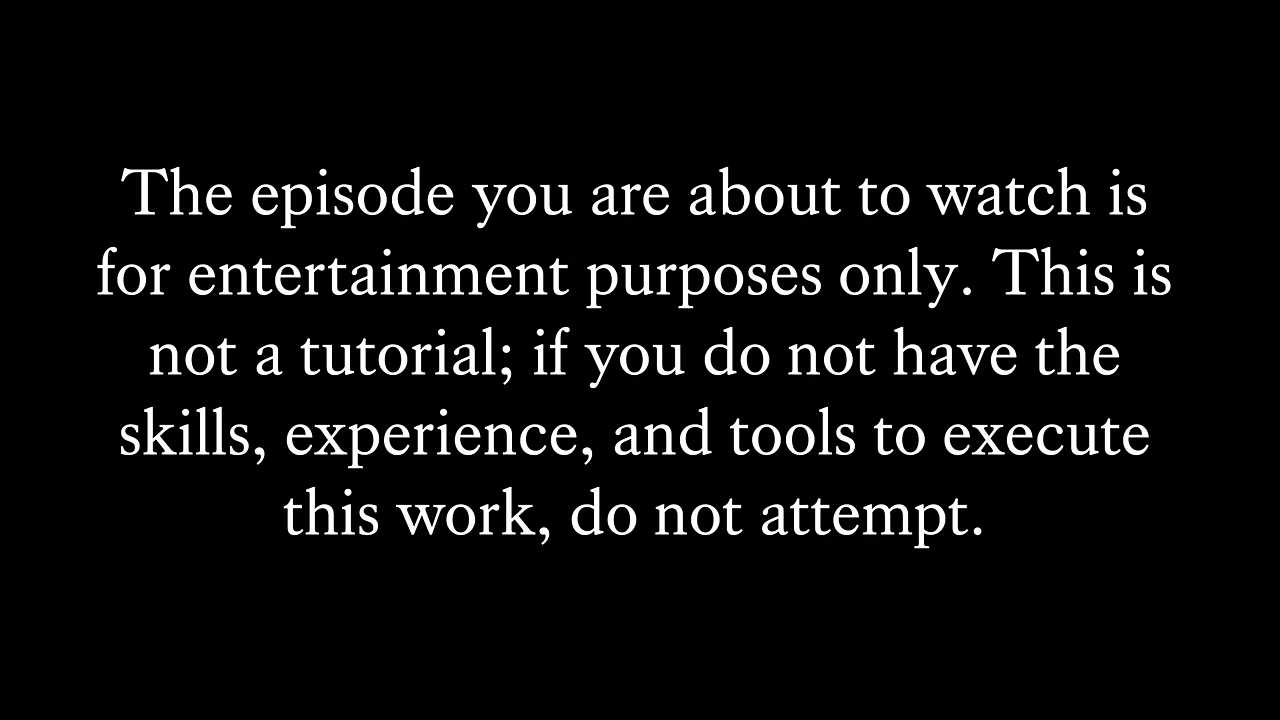 The episode you are about to watch is
for entertainment purposes only. This is
not a tutorial; if you do not have the
skills, experience, and tools to execute
this work, do not attempt.